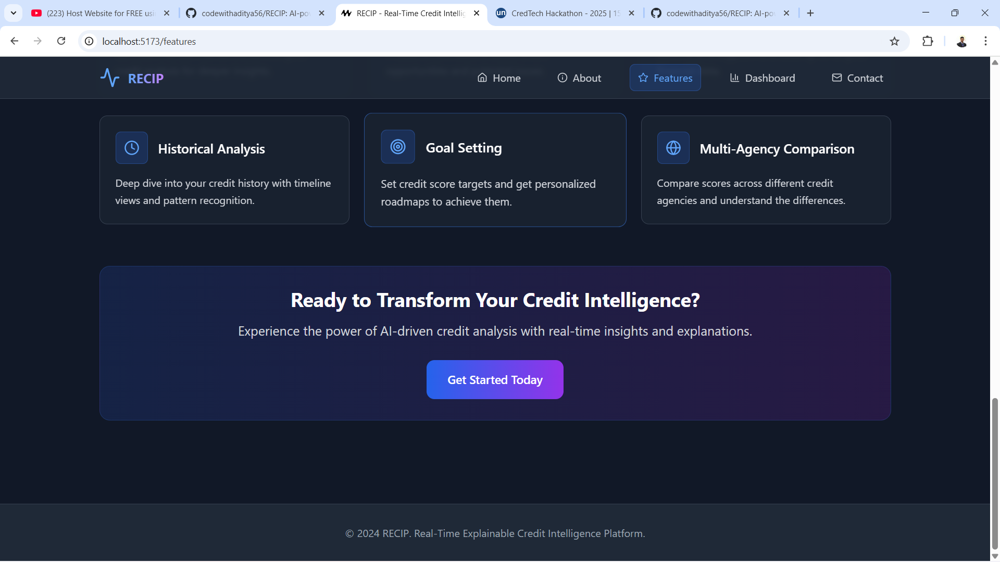 (223) Host Website for FREE usi
codewithaditya56/RECIP: AI-po
RECIP - Real-Time Credit Intellig
un CredTech Hackathon - 2025 | 15
codewithaditya56/RECIP: AI-po
localhost:5173/features
RECIP
Home
About
Features
Dashboard
Contact
Historical Analysis
Deep dive into your credit history with timeline
views and pattern recognition.
Goal Setting
Set credit score targets and get personalized
roadmaps to achieve them.
Multi-Agency Comparison
Compare scores across different credit
agencies and understand the differences.
Ready to Transform Your Credit Intelligence?
Experience the power of AI-driven credit analysis with real-time insights and explanations.
Get Started Today
© 2024 RECIP. Real-Time Explainable Credit Intelligence Platform.